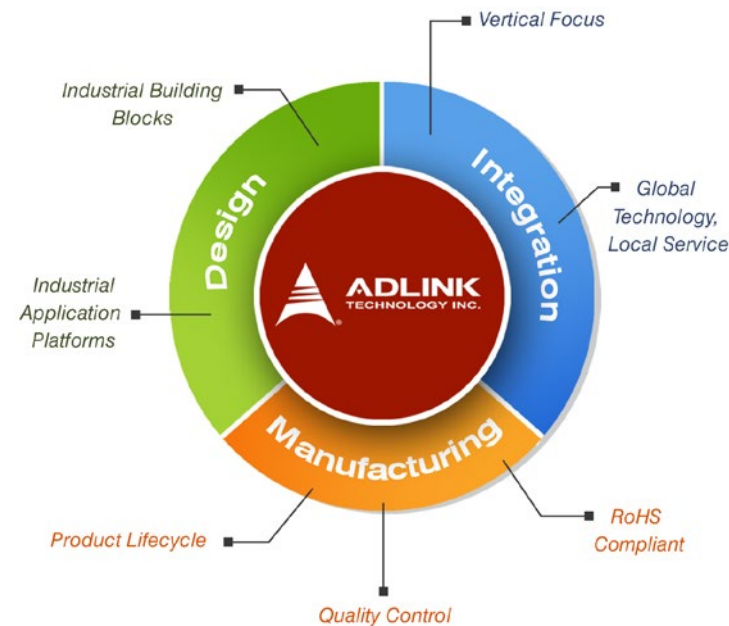 Vertical Focus
Industrial Building
Blocks
Design
Integration
Global
Technology,
Local Service
Industrial
Application
Platforms
ADLINK
TECHNOLOGY INC.
®
Manufacturing
Product Lifecycle
RoHS
Compliant
Quality Control